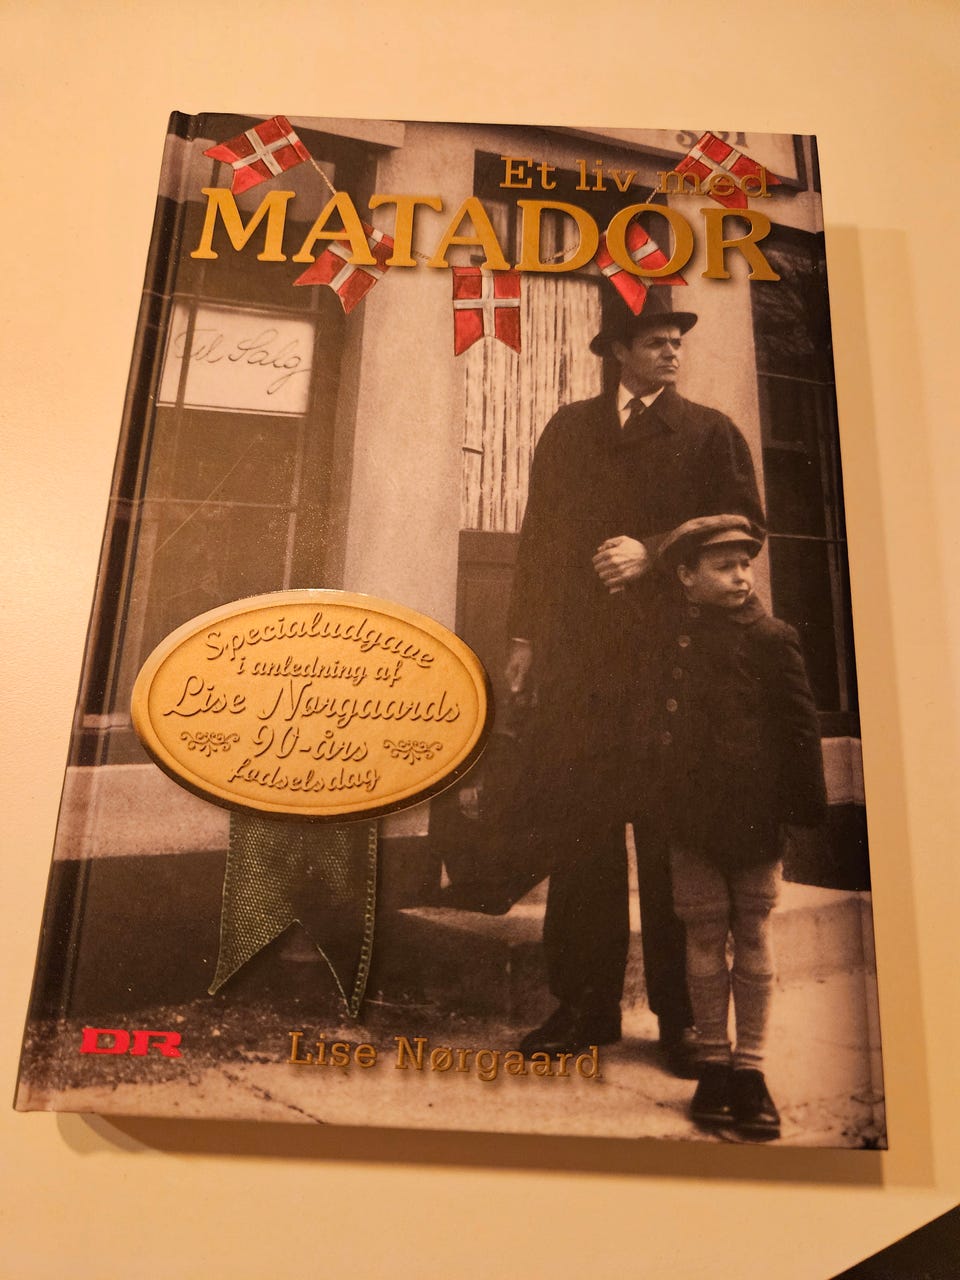 Et liv med
MATADOR
Til Salg
Specialudgave
i anledning af
Lise Nørgaards
90-års
fødselsdag
DR
Lise Nørgaard